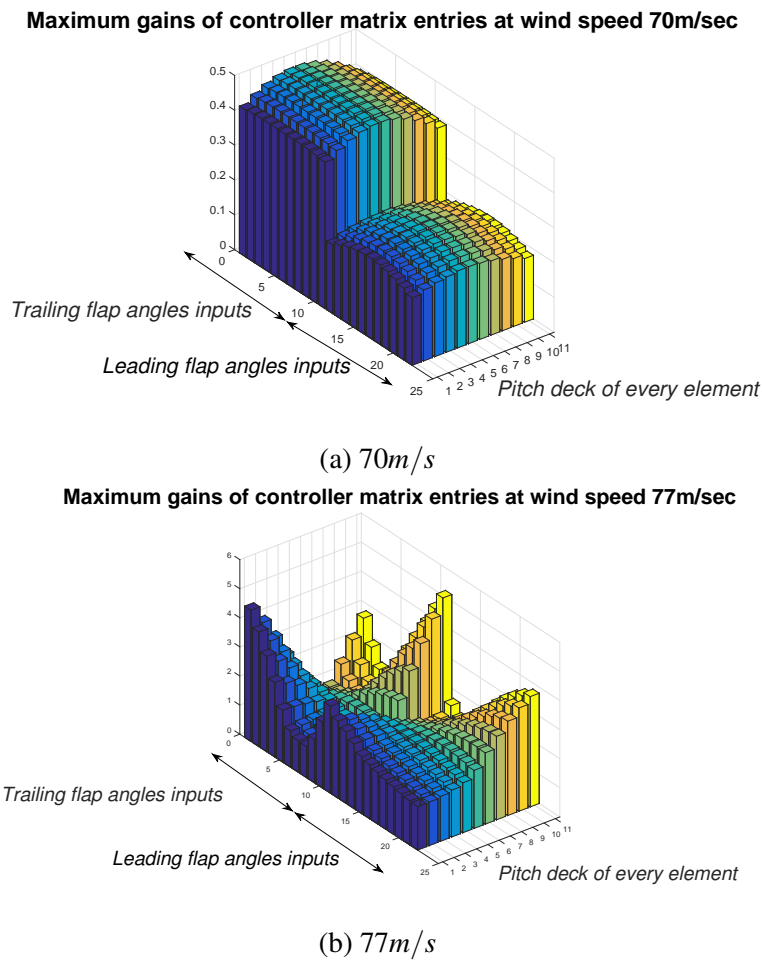 Maximum gains of controller matrix entries at wind speed 70m/sec
0.5
0.4
0.3
0.2
0.1
0
0
5
10
15
20
25
1 2 3 4 5 6 7 8 9 10 11
Trailing flap angles inputs
Leading flap angles inputs
Pitch deck of every element
(a) 70m/s
Maximum gains of controller matrix entries at wind speed 77m/sec
6
5
4
3
2
1
0
0
5
10
15
20
25
1 2 3 4 5 6 7 8 9 10 11
Trailing flap angles inputs
Leading flap angles inputs
Pitch deck of every element
(b) 77m/s